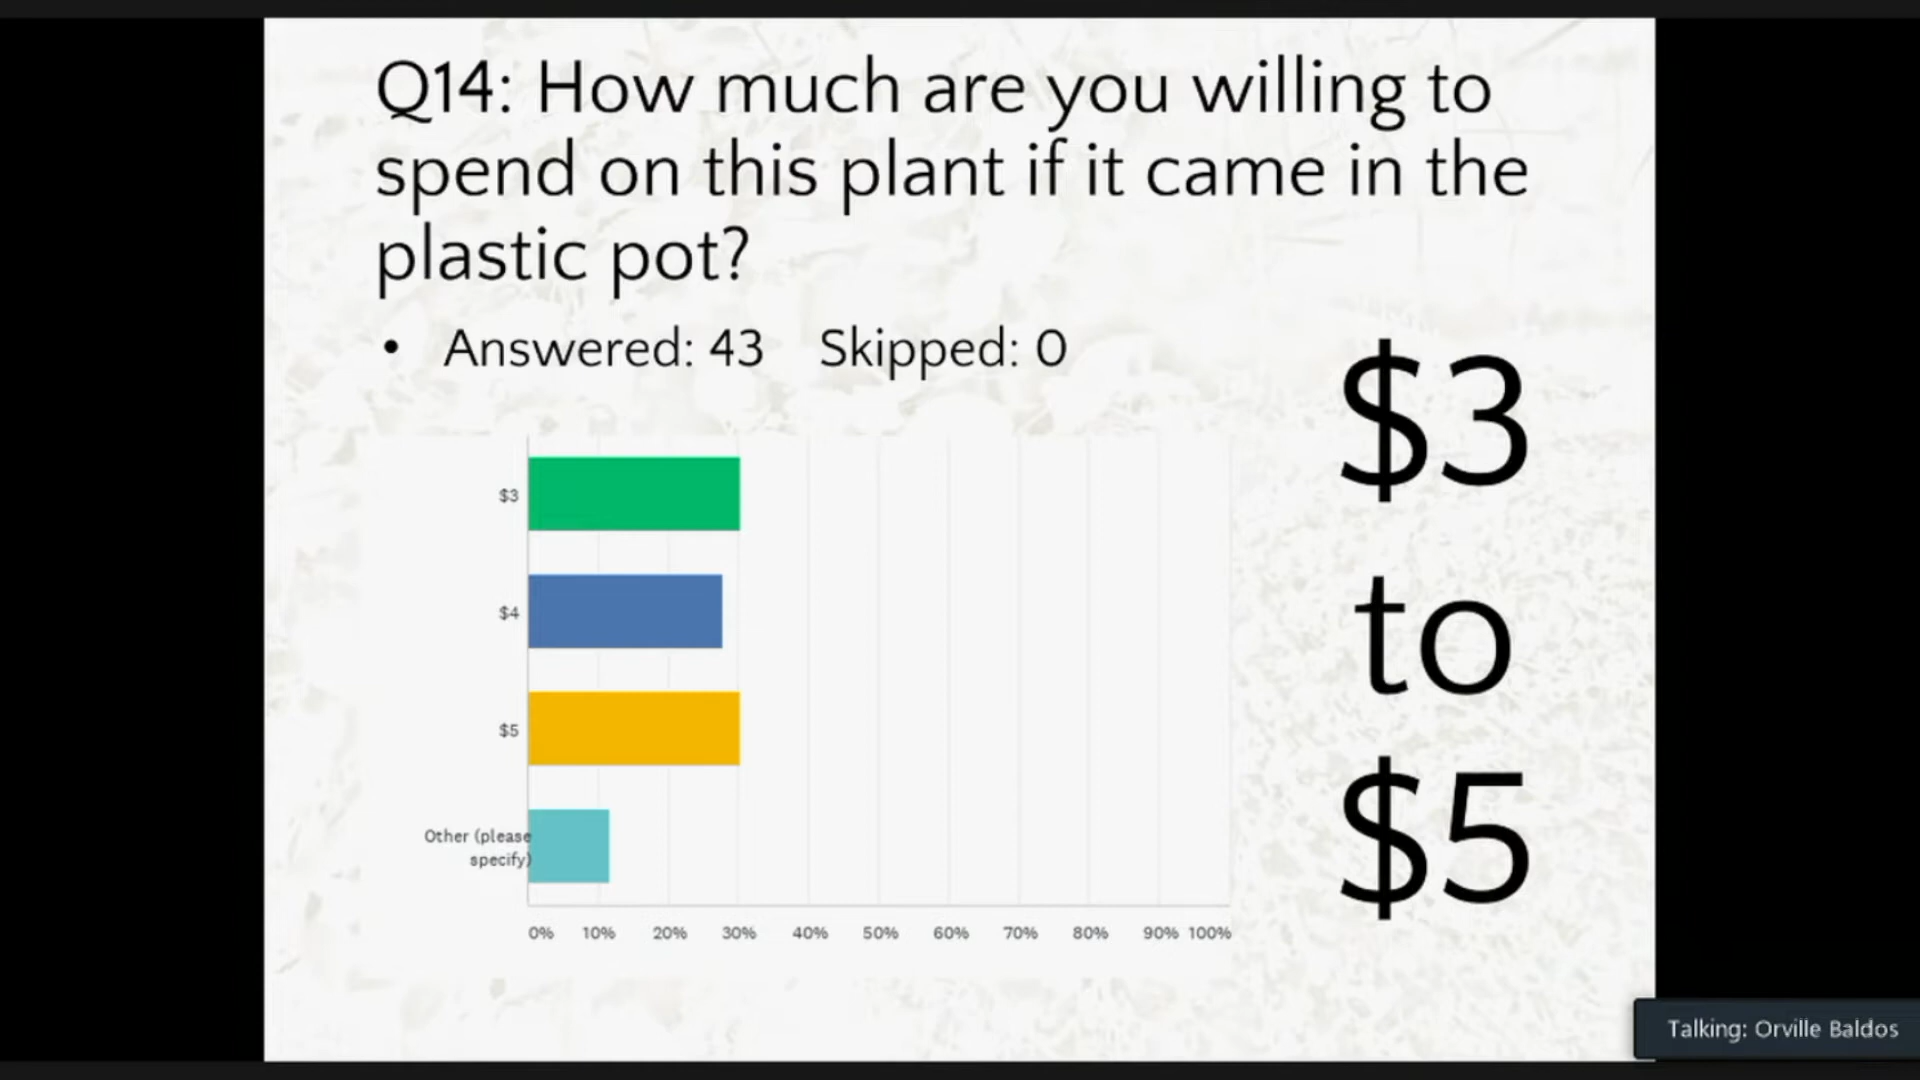 Q14: How much are you willing to
spend on this plant if it came in the
plastic pot?
• Answered: 43 Skipped: 0
$3
$4
$5
Other (please
specify)
0% 10% 20% 30% 40% 50% 60% 70% 80% 90% 100%
$3
to
$5
Talking: Orville Baldos